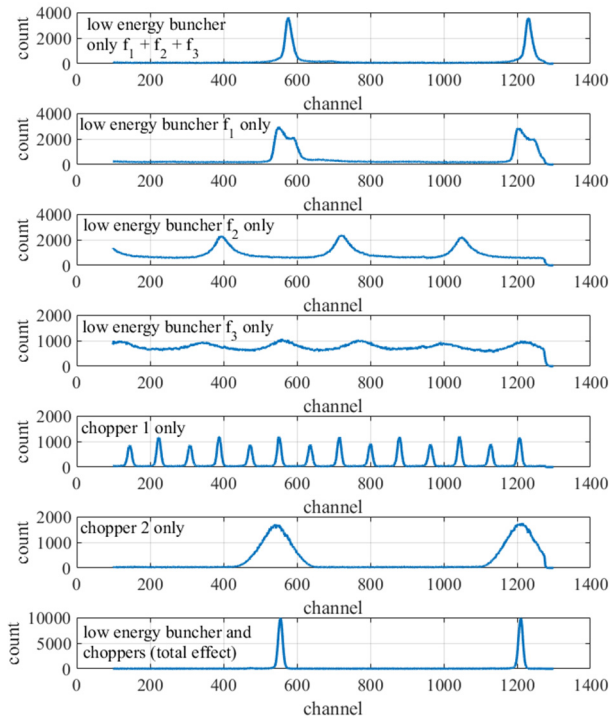 4000
2000
0
count
low energy buncher
only f1 + f2 + f3
0 200 400 600 800 1000 1200 1400
channel
4000
2000
0
count
low energy buncher f1 only
0 200 400 600 800 1000 1200 1400
channel
4000
2000
0
count
low energy buncher f2 only
0 200 400 600 800 1000 1200 1400
channel
2000
1000
0
count
low energy buncher f3 only
0 200 400 600 800 1000 1200 1400
channel
2000
1000
0
count
chopper 1 only
0 200 400 600 800 1000 1200 1400
channel
2000
1000
0
count
chopper 2 only
0 200 400 600 800 1000 1200 1400
channel
10000
5000
0
count
low energy buncher and
choppers (total effect)
0 200 400 600 800 1000 1200 1400
channel